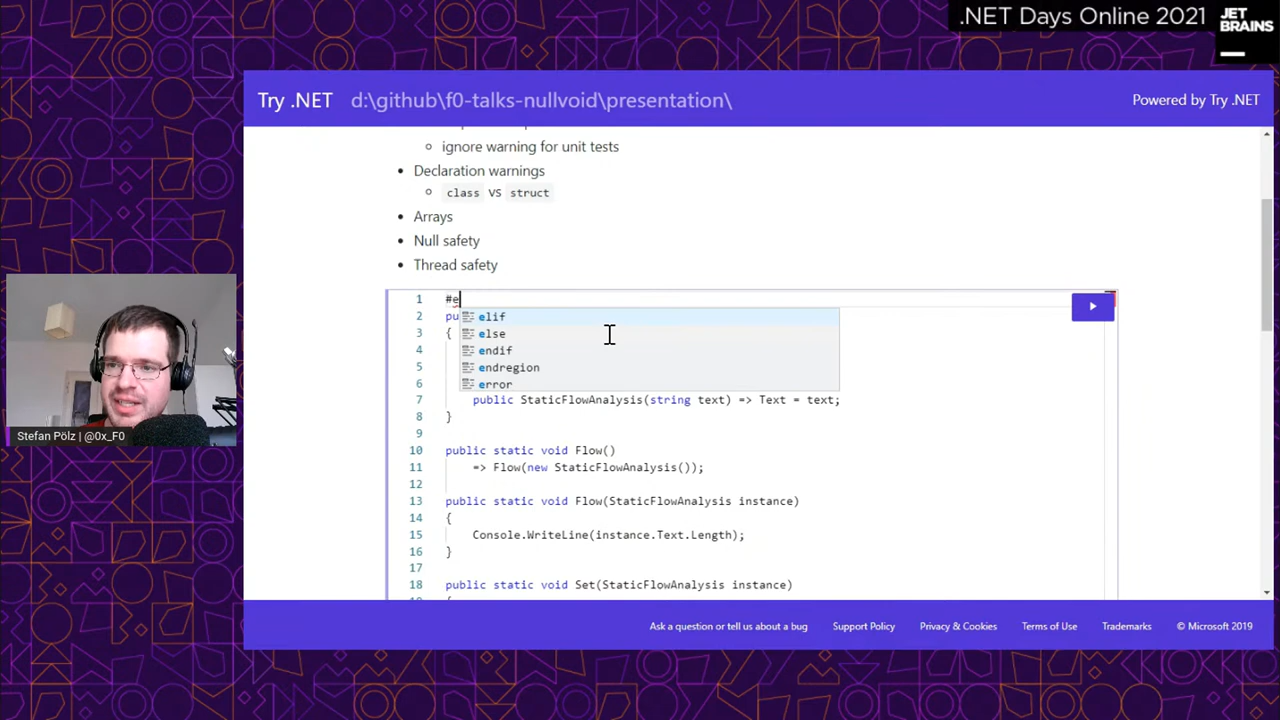 .NET Days Online 2021
JET
BRAINS
Try .NET d:\github\f0-talks-nullvoid\presentation\ Powered by Try .NET
ignore warning for unit tests
Declaration warnings
class VS struct
Arrays
Null safety
Thread safety
1 #e
2 pu
elif
3 {
else
4
endif
5
endregion
6
error
7 public StaticFlowAnalysis(string text) => Text = text;
8 }
9
10 public static void Flow()
11 => Flow(new StaticFlowAnalysis());
12
13 public static void Flow(StaticFlowAnalysis instance)
14 {
15 Console.WriteLine(instance.Text.Length);
16 }
17
18 public static void Set(StaticFlowAnalysis instance)
Stefan Pölz | @0x_F0
Ask a question or tell us about a bug Support Policy Privacy & Cookies Terms of Use Trademarks © Microsoft 2019